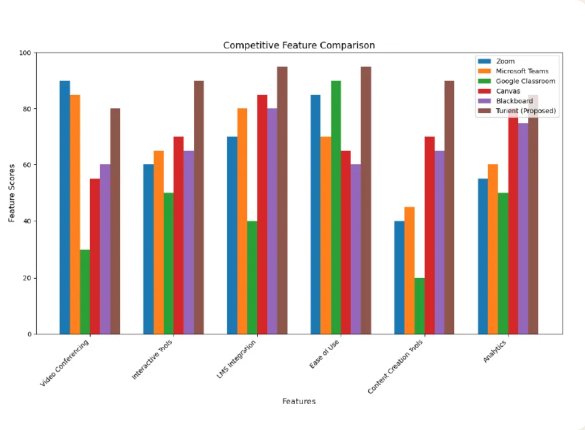 Competitive Feature Comparison
100
80
60
40
20
0
Feature Scores
Zoom
Microsoft Teams
Google Classroom
Canvas
Blackboard
Turient (Proposed)
Video Conferencing
Interactive Tools
LMS Integration
Ease of Use
Content Creation Tools
Analytics
Features